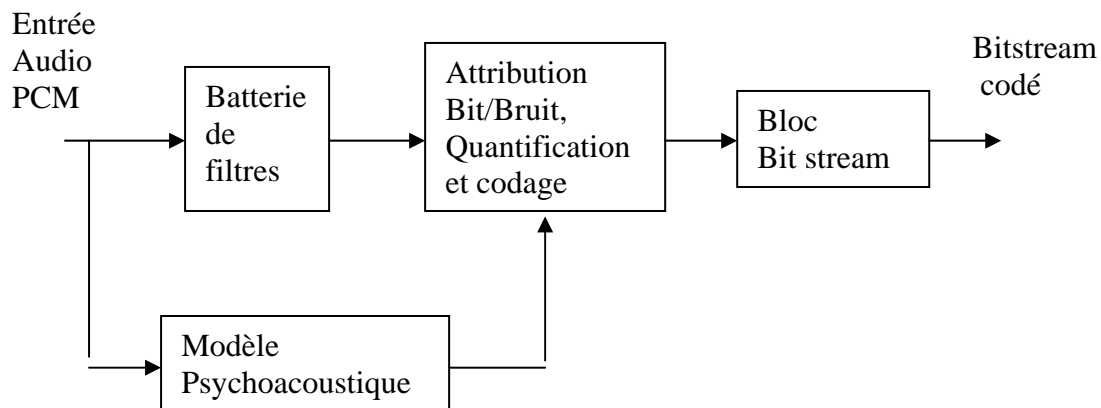 Entrée
Audio
PCM
Batterie
de
filtres
Attribution
Bit/Bruit,
Quantification
et codage
Bloc
Bit stream
Bitstream
codé
Modèle
Psychoacoustique